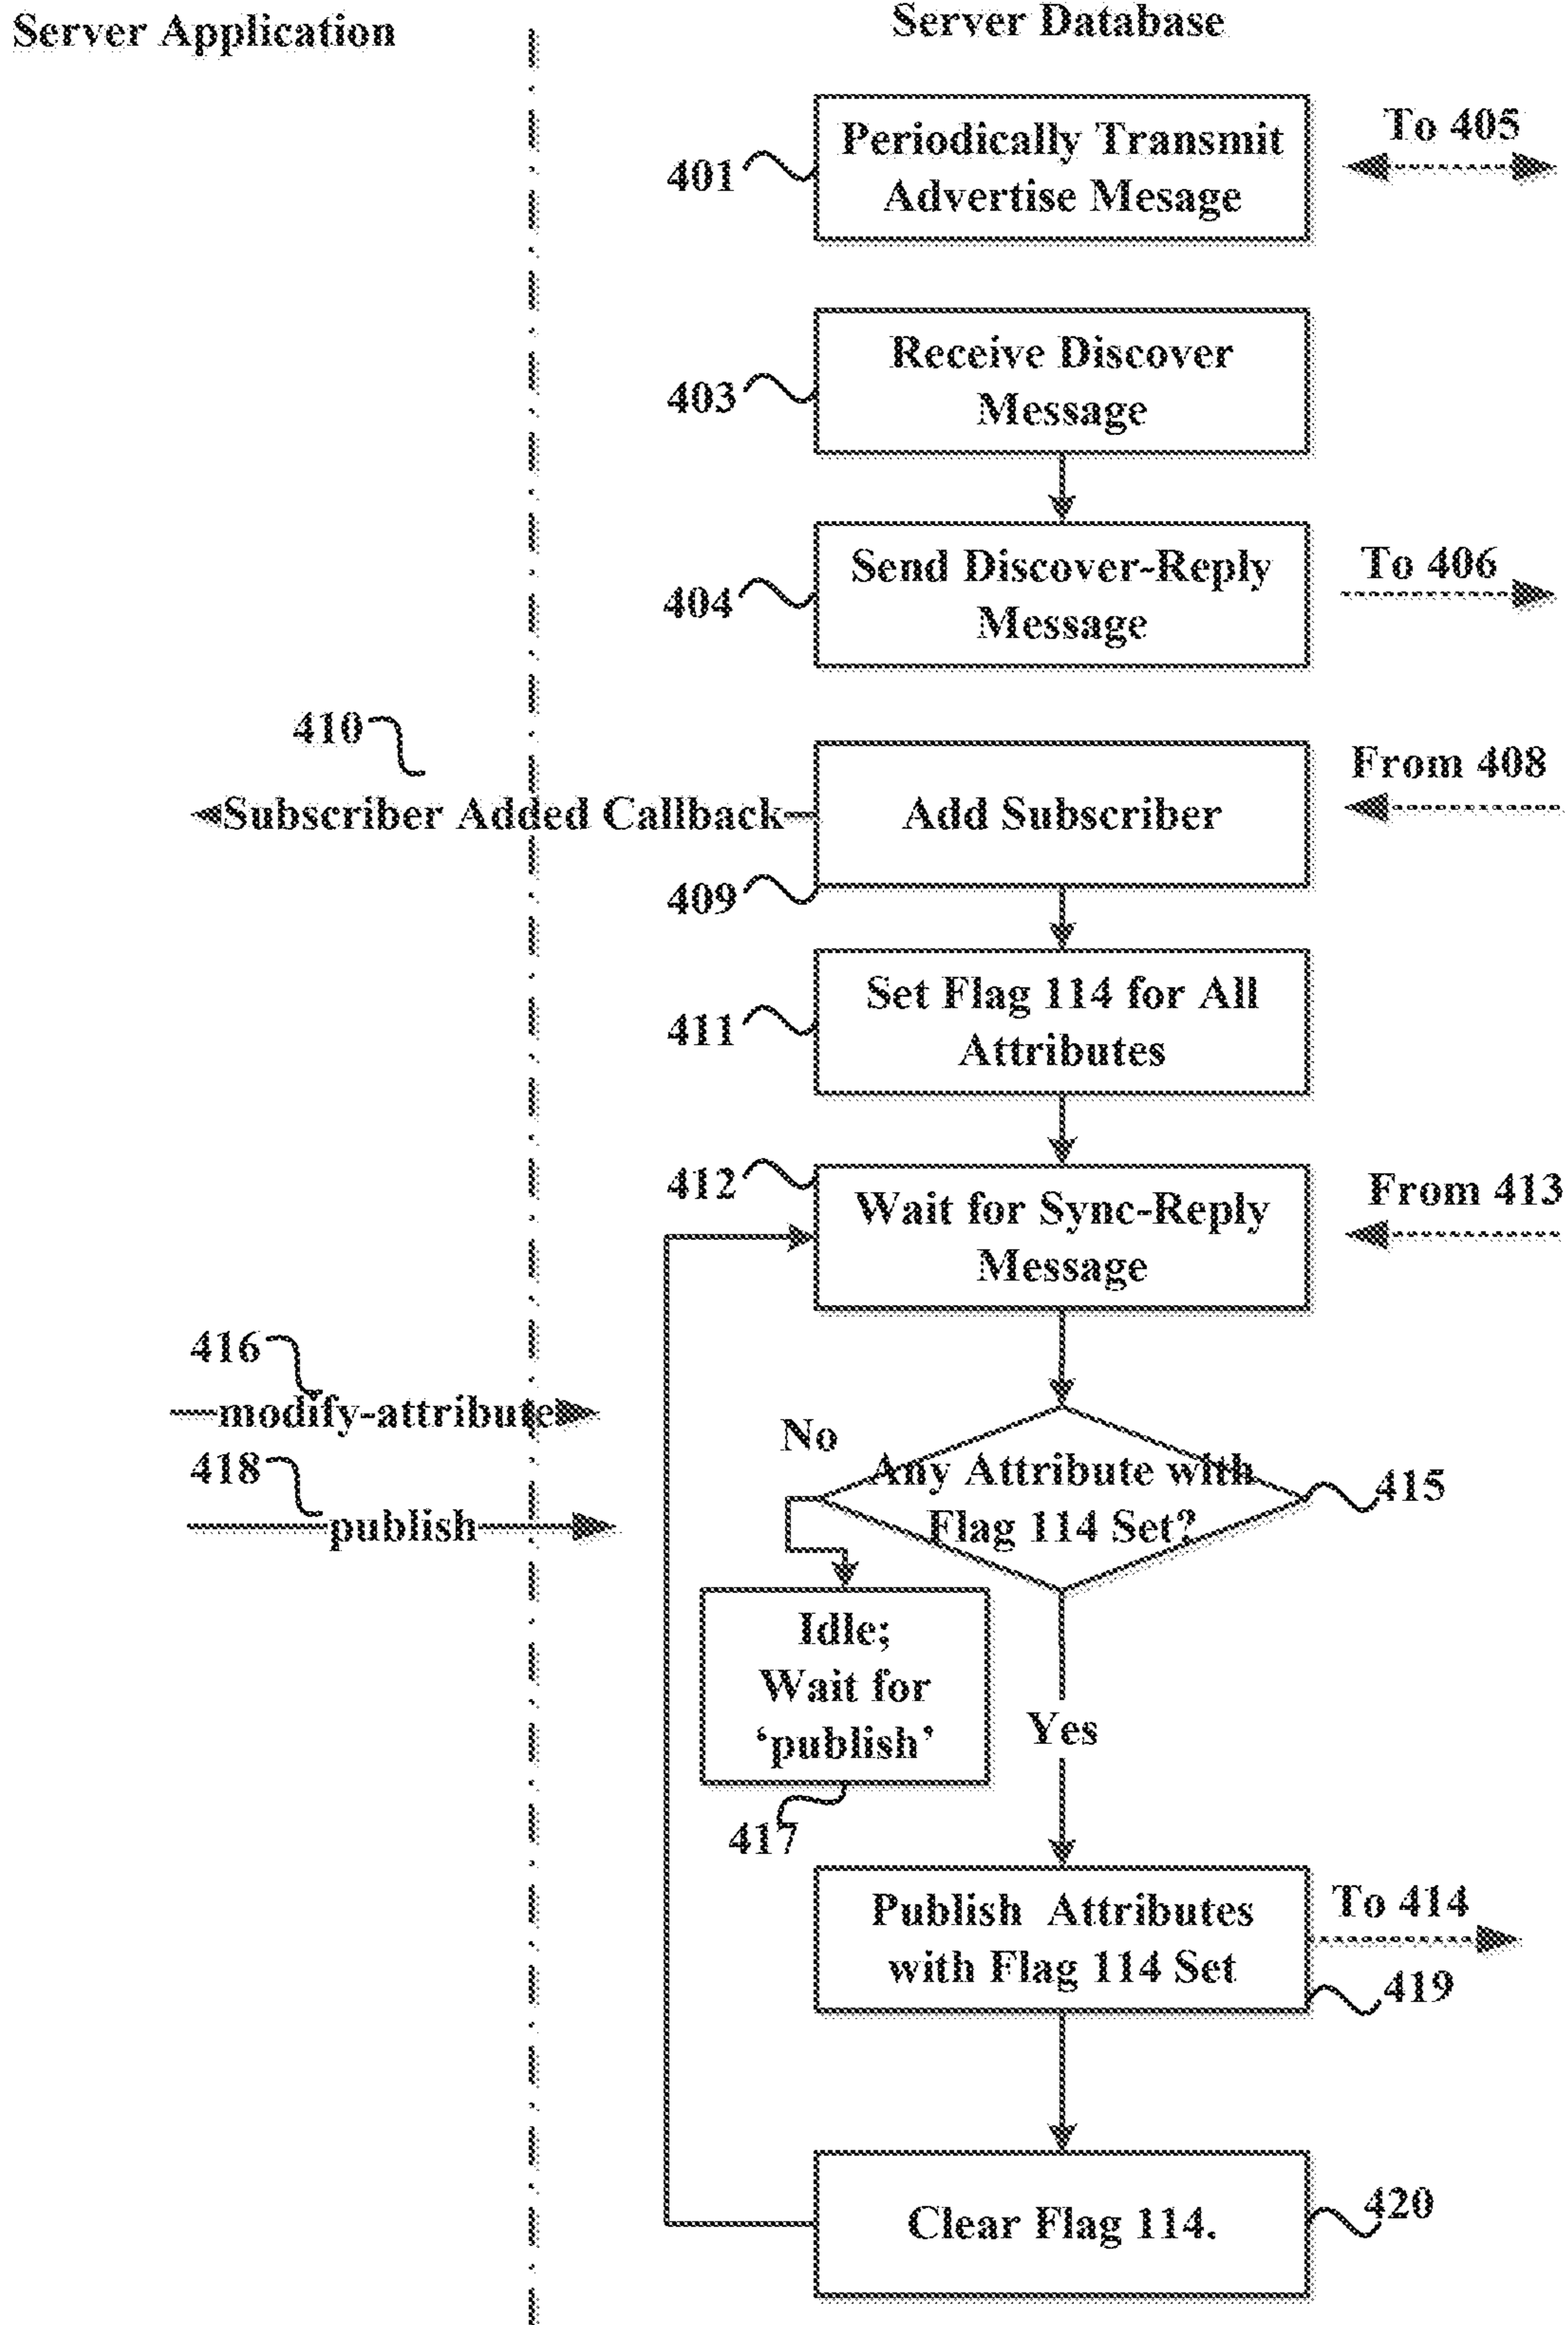 Server Application
Server Database
Periodically Transmit
Advertise Mesage
To 405
401
Receive Discover
Message
403
Send Discover-Reply
Message
To 406
404
410
From 408
Subscriber Added Callback
Add Subscriber
409
Set Flag 114 for All
Attributes
411
412
Wait for Sync-Reply
Message
From 413
416
modify-attribute
418
publish
No
Any Attribute with
Flag 114 Set?
415
Idle;
Wait for
‘publish’
417
Yes
Publish Attributes
with Flag 114 Set
To 414
419
Clear Flag 114.
420